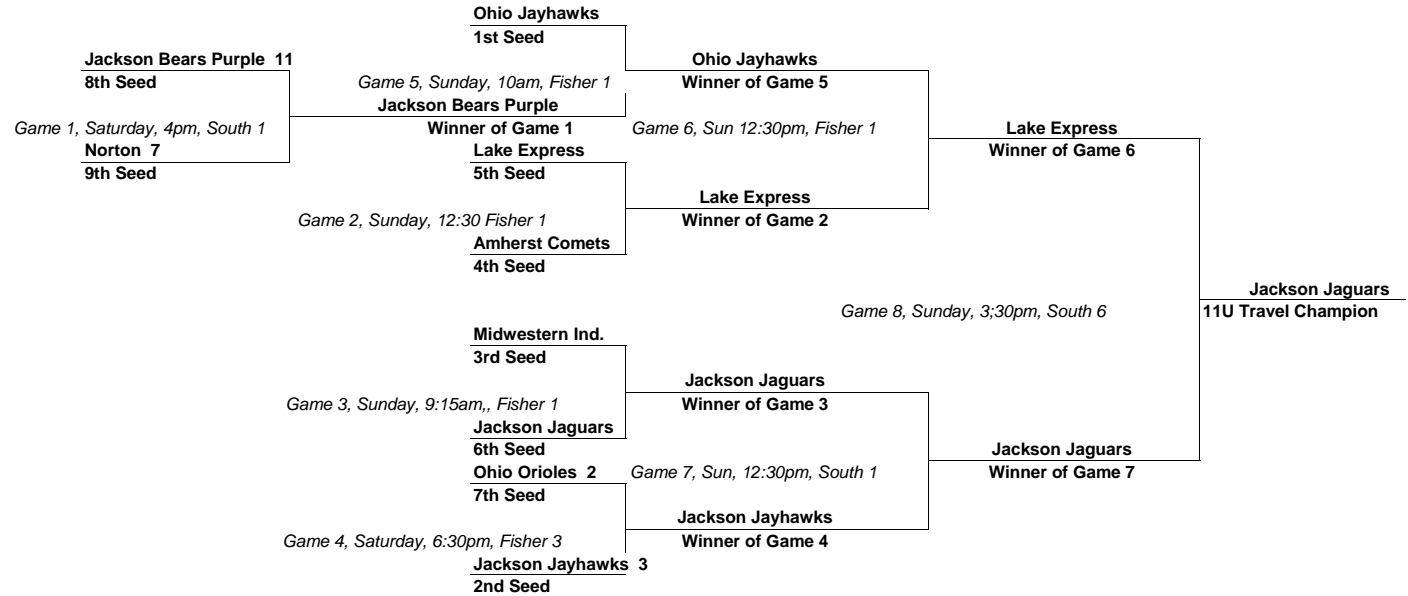 Ohio Jayhawks
1st Seed
Jackson Bears Purple 11
Ohio Jayhawks
8th Seed
Game 5, Sunday, 10am, Fisher 1
Winner of Game 5
Jackson Bears Purple
Game 1, Saturday, 4pm, South 1
Winner of Game 1
Game 6, Sun 12:30pm, Fisher 1
Lake Express
Norton 7
Lake Express
Winner of Game 6
9th Seed
5th Seed
Lake Express
Game 2, Sunday, 12:30 Fisher 1
Winner of Game 2
Amherst Comets
4th Seed
Jackson Jaguars
Game 8, Sunday, 3;30pm, South 6
11U Travel Champion
Midwestern Ind.
3rd Seed
Jackson Jaguars
Game 3, Sunday, 9:15am,, Fisher 1
Winner of Game 3
Jackson Jaguars
6th Seed
Jackson Jaguars
Ohio Orioles 2
Game 7, Sun, 12:30pm, South 1
Winner of Game 7
7th Seed
Jackson Jayhawks
Game 4, Saturday, 6:30pm, Fisher 3
Winner of Game 4
Jackson Jayhawks 3
2nd Seed